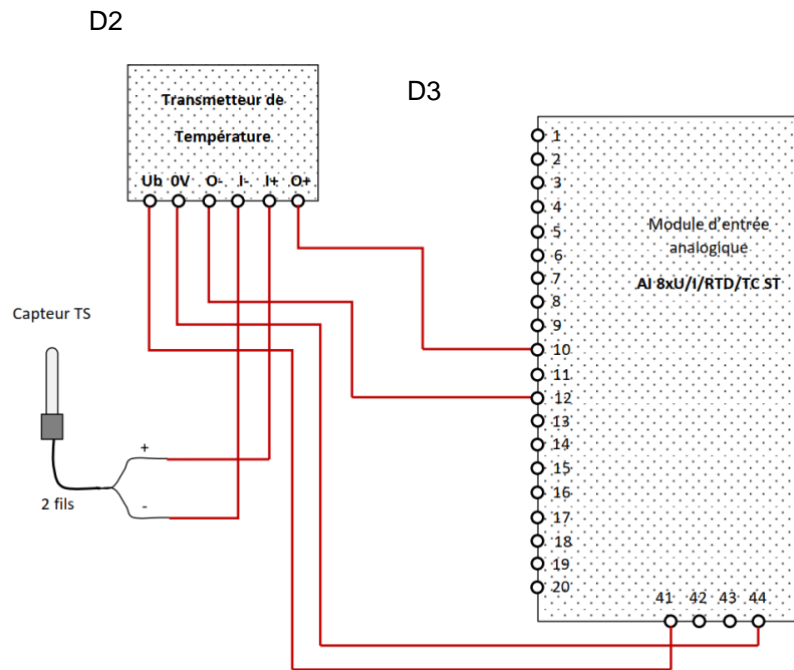 D2
D3
Transmetteur de
Température
Ub 0V O- I- I+ O+
Capteur TS
+
-
2 fils
1
2
3
4
5
6
7
8
9
10
11
12
13
14
15
16
17
18
19
20
Module d'entrée
analogique
AI 8xU/I/RTD/TC ST
41 42 43 44